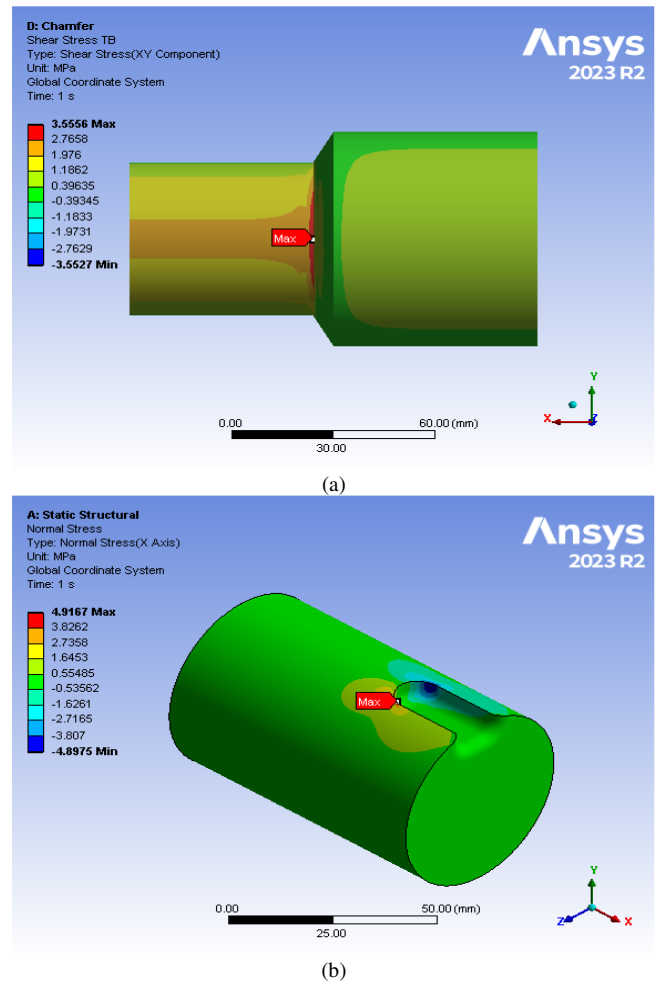 D: Chamfer
Shear Stress TB
Type: Shear Stress(XY Component)
Unit: MPa
Global Coordinate System
Time: 1 s
Ansys
2023 R2
3.5556 Max
2.7658
1.976
1.1862
0.39635
-0.39345
-1.1833
-1.9731
-2.7629
-3.5527 Min
Max
Y
X
Z
0.00
60.00 (mm)
30.00
(a)
A: Static Structural
Normal Stress
Type: Normal Stress(X Axis)
Unit: MPa
Global Coordinate System
Time: 1 s
Ansys
2023 R2
4.9167 Max
3.8262
2.7358
1.6453
0.55485
-0.53562
-1.6261
-2.7165
-3.807
-4.8975 Min
Max
Y
Z
X
0.00
50.00 (mm)
25.00
(b)